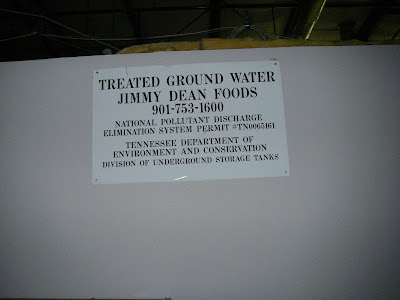 TREATED GROUND WATER
JIMMY DEAN FOODS
901-753-1600
NATIONAL POLLUTANT DISCHARGE
ELIMINATION SYSTEM PERMIT #TN0065161
TENNESSEE DEPARTMENT OF
ENVIRONMENT AND CONSERVATION
DIVISION OF UNDERGROUND STORAGE TANKS